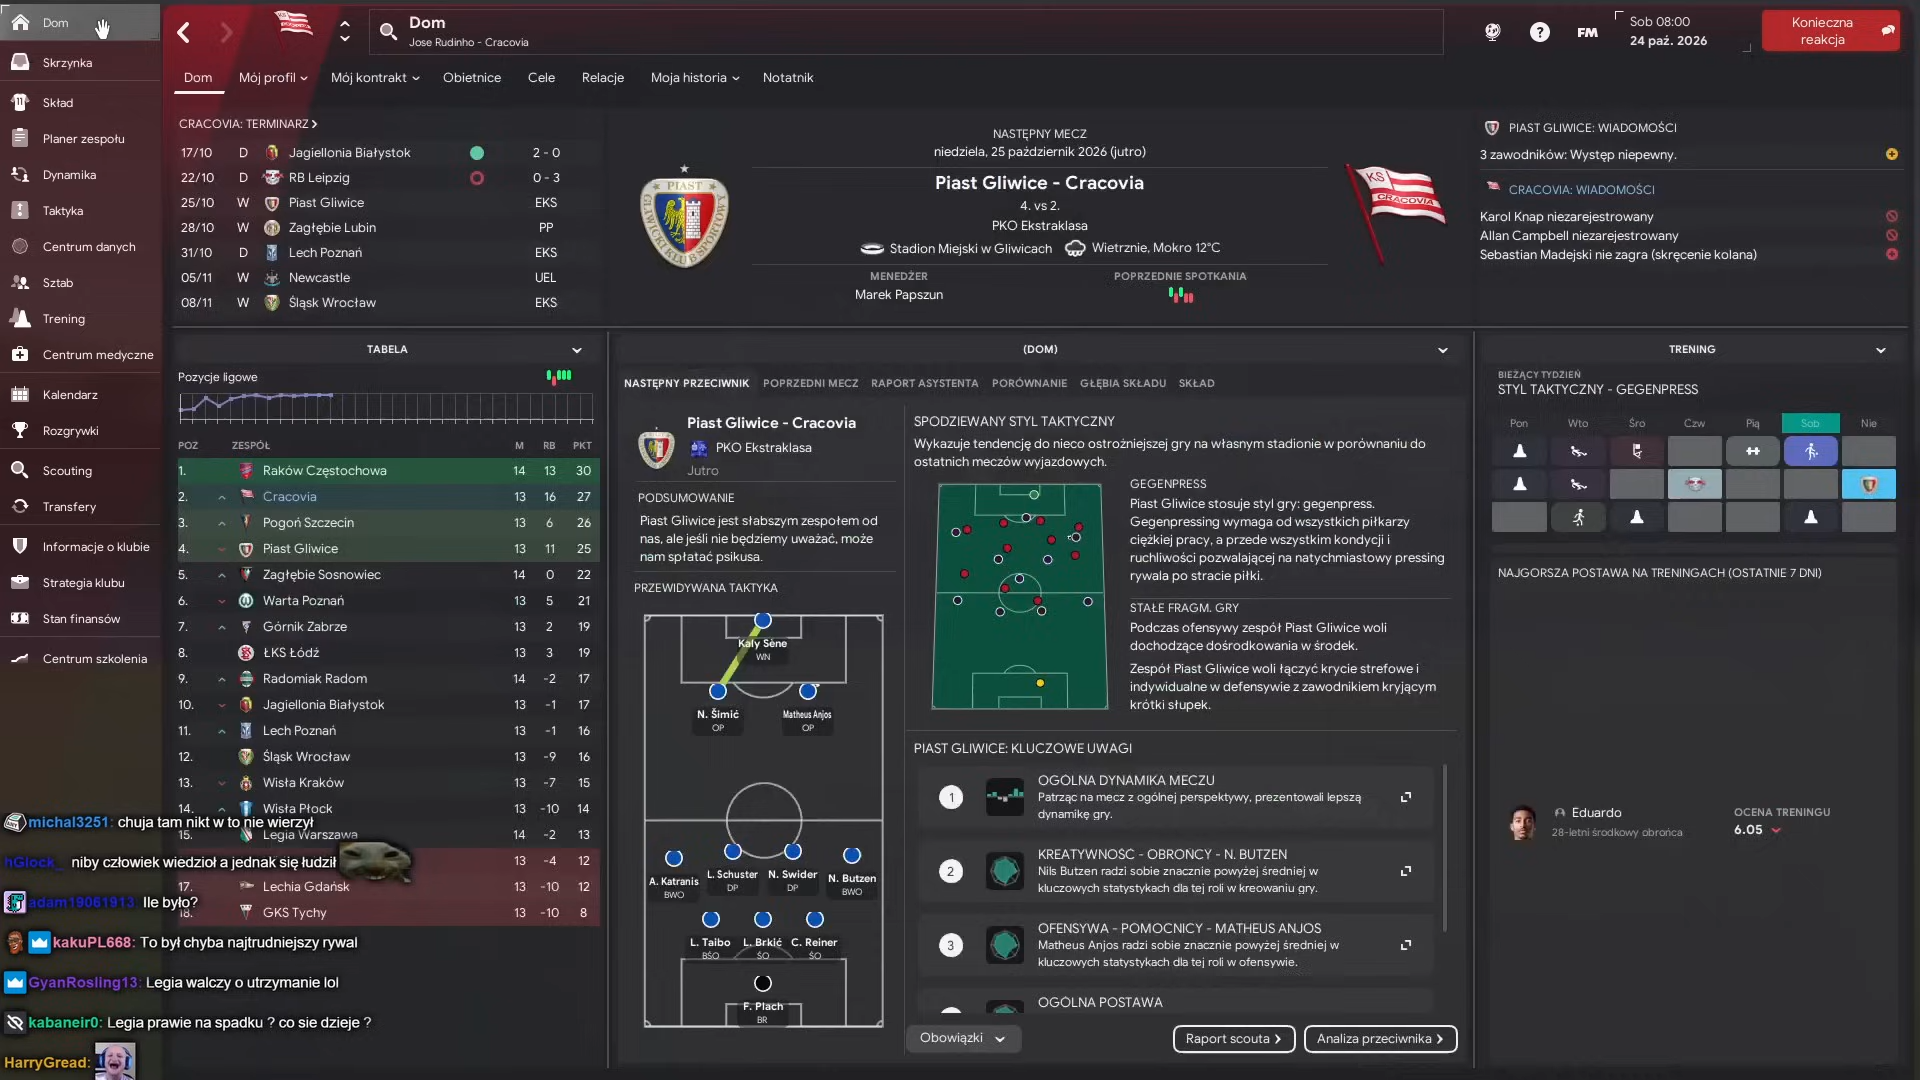 Dom
Skrzynka
Skład
Planer zespołu
Dynamika
Taktyka
Centrum danych
Sztab
Trening
Centrum medyczne
Kalendarz
Rozgrywki
Scouting
Transfery
Informacje o klubie
Strategia klubu
Stan finansów
Centrum szkolenia
Dom
Jose Rudinho - Cracovia
FM
Sob 08:00
24 paź. 2026
Konieczna
reakcja
Dom Mój profil Mój kontrakt Obietnice Cele Relacje Moja historia Notatnik
CRACOVIA: TERMINARZ
17/10 D Jagiellonia Białystok 2 - 0
22/10 D RB Leipzig 0 - 3
25/10 W Piast Gliwice EKS
28/10 W Zagłębie Lubin PP
31/10 D Lech Poznań EKS
05/11 W Newcastle UEL
08/11 W Śląsk Wrocław EKS
NASTĘPNY MECZ
niedziela, 25 październik 2026 (jutro)
Piast Gliwice - Cracovia
4. vs 2.
PKO Ekstraklasa
Stadion Miejski w Gliwicach Wietrznie, Mokro 12°C
MENEDŻER
Marek Papszun
POPRZEDNIE SPOTKANIA
PIAST GLIWICE: WIADOMOŚCI
3 zawodników: Występ niepewny.
CRACOVIA: WIADOMOŚCI
Karol Knap niezarejestrowany
Allan Campbell niezarejestrowany
Sebastian Madejski nie zagra (skręcenie kolana)
TABELA
Pozycje ligowe
POZ ZESPÓŁ M RB PKT
1. Raków Częstochowa 14 13 30
2. Cracovia 13 16 27
3. Pogoń Szczecin 13 6 26
4. Piast Gliwice 13 11 25
5. Zagłębie Sosnowiec 14 0 22
6. Warta Poznań 13 5 21
7. Górnik Zabrze 13 2 19
8. ŁKS Łódź 13 3 19
9. Radomiak Radom 14 -2 17
10. Jagiellonia Białystok 13 -1 17
11. Lech Poznań 13 -1 16
12. Śląsk Wrocław 13 -9 16
13. Wisła Kraków 13 -7 15
14. Wisła Płock 13 -10 14
15. Legia Warszawa 14 -2 13
13 -4 12
17. Lechia Gdańsk 13 -10 12
18. GKS Tychy 13 -10 8
michal3251: chuja tam nikt w to nie wierzył
hGlock_ niby człowiek wiedzioł a jednak się łudził
adam19061913: Ile było?
kakuPL668: To był chyba najtrudniejszy rywal
GyanRosling13: Legia walczy o utrzymanie lol
kabaneir0: Legia prawie na spadku ? co sie dzieje ?
HarryGread:
(DOM)
NASTĘPNY PRZECIWNIK POPRZEDNI MECZ RAPORT ASYSTENTA PORÓWNANIE GŁĘBIA SKŁADU SKŁAD
Piast Gliwice - Cracovia
PKO Ekstraklasa
Jutro
PODSUMOWANIE
Piast Gliwice jest słabszym zespołem od
nas, ale jeśli nie będziemy uważać, może
nam spłatać psikusa.
PRZEWIDYWANA TAKTYKA
Kaly Sène
WN
N. Šimić
OP
Matheus Anjos
OP
A. Katranis
BWO
L. Schuster
DP
N. Swider
DP
N. Butzen
BWO
L. Taibo
BŚO
L. Brkić
ŚO
C. Reiner
ŚO
F. Plach
BR
SPODZIEWANY STYL TAKTYCZNY
Wykazuje tendencję do nieco ostrożniejszej gry na własnym stadionie w porównaniu do
ostatnich meczów wyjazdowych.
GEGENPRESS
Piast Gliwice stosuje styl gry: gegenpress.
Gegenpressing wymaga od wszystkich piłkarzy
ciężkiej pracy, a przede wszystkim kondycji i
ruchliwości pozwalającej na natychmiastowy pressing
rywala po stracie piłki.
STAŁE FRAGM. GRY
Podczas ofensywy zespół Piast Gliwice woli
dochodzące dośrodkowania w środek.
Zespół Piast Gliwice woli łączyć krycie strefowe i
indywidualne w defensywie z zawodnikiem kryjącym
krótki słupek.
PIAST GLIWICE: KLUCZOWE UWAGI
1 OGÓLNA DYNAMIKA MECZU
Patrząc na mecz z ogólnej perspektywy, prezentowali lepszą
dynamikę gry.
2 KREATYWNOŚĆ - OBROŃCY - N. BUTZEN
Nils Butzen radzi sobie znacznie powyżej średniej w
kluczowych statystykach dla tej roli w kreowaniu gry.
3 OFENSYWA - POMOCNICY - MATHEUS ANJOS
Matheus Anjos radzi sobie znacznie powyżej średniej w
kluczowych statystykach dla tej roli w ofensywie.
OGÓLNA POSTAWA
Obowiązki
Raport scouta
Analiza przeciwnika
TRENING
BIEŻĄCY TYDZIEŃ
STYL TAKTYCZNY - GEGENPRESS
Pon Wto Śro Czw Pią Sob Nie
NAJGORSZA POSTAWA NA TRENINGACH (OSTATNIE 7 DNI)
Eduardo
28-letni środkowy obrońca
OCENA TRENINGU
6.05